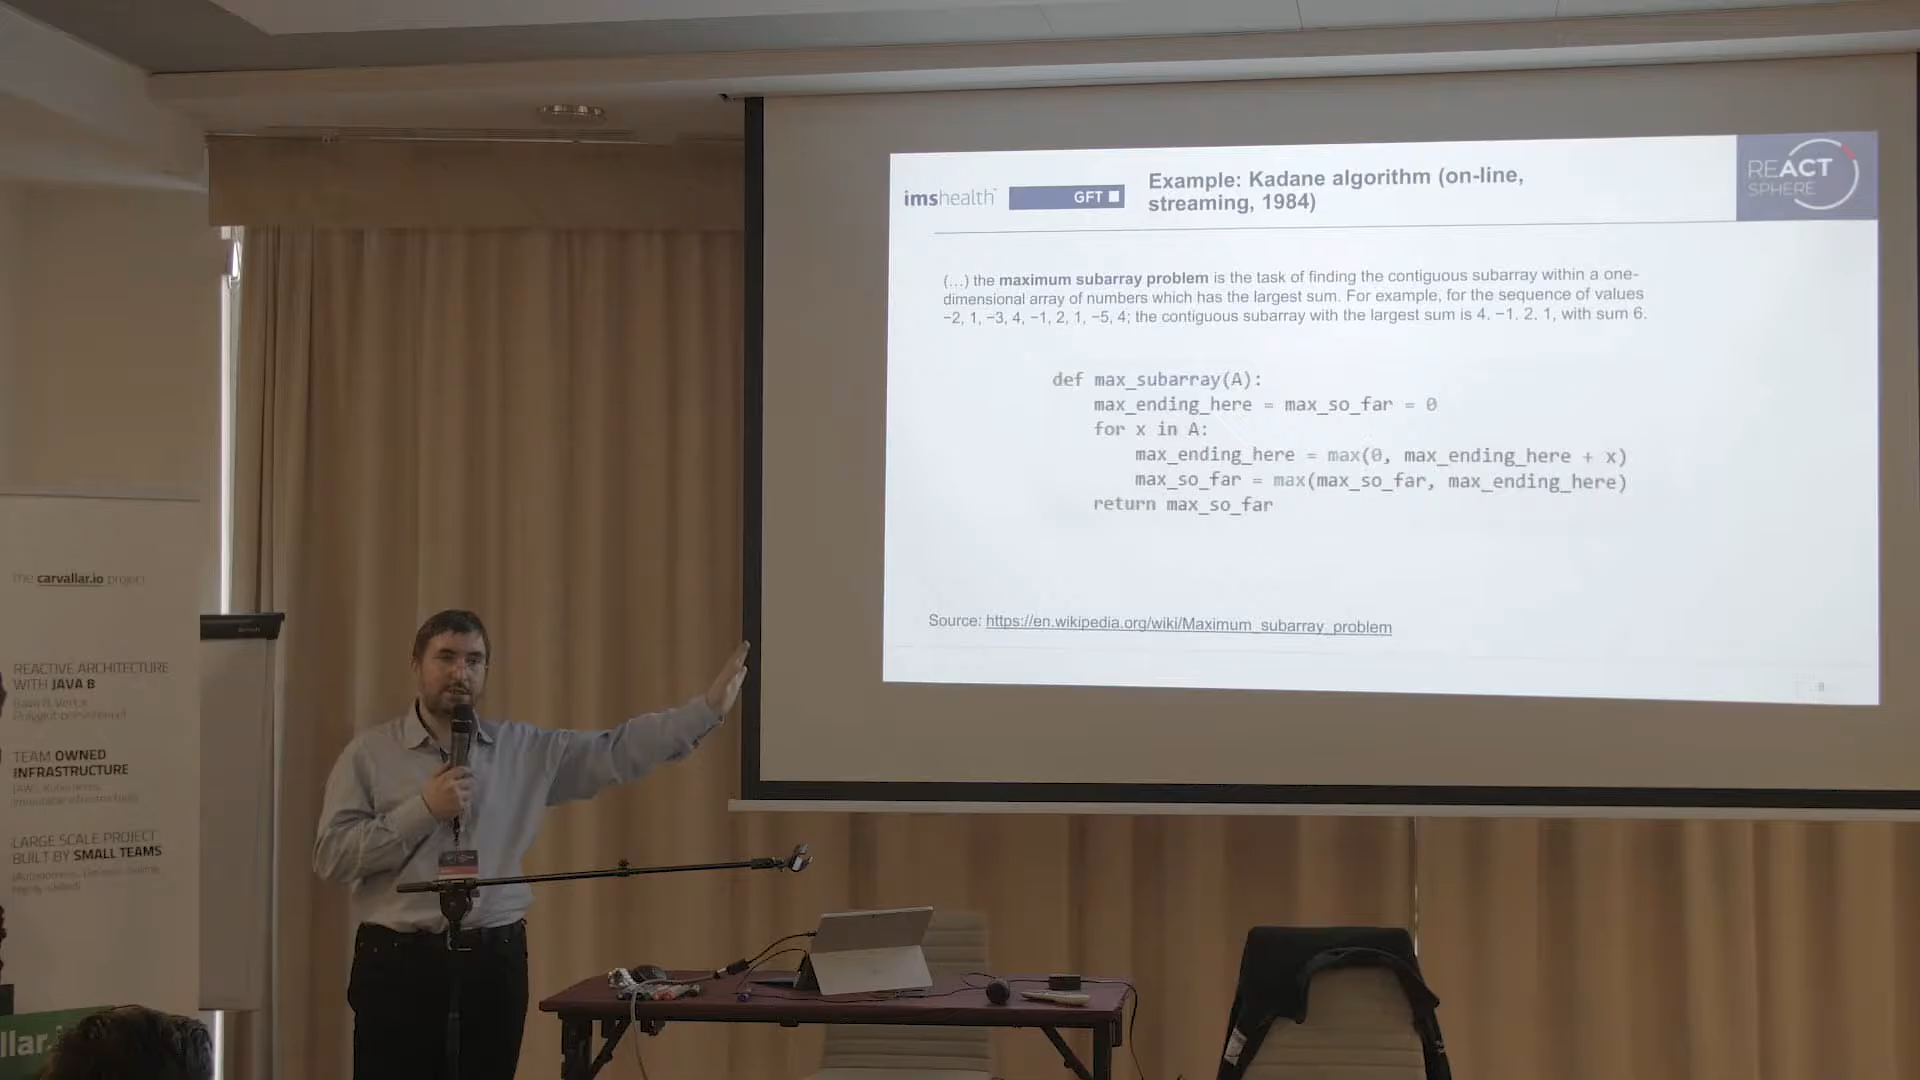 imshealth
GFT
Example: Kadane algorithm (on-line,
streaming, 1984)
REACT
SPHERE
(…) the maximum subarray problem is the task of finding the contiguous subarray within a one-
dimensional array of numbers which has the largest sum. For example, for the sequence of values
−2, 1, −3, 4, −1, 2, 1, −5, 4; the contiguous subarray with the largest sum is 4. −1. 2. 1, with sum 6.
def max_subarray(A):
max_ending_here = max_so_far = 0
for x in A:
max_ending_here = max(0, max_ending_here + x)
max_so_far = max(max_so_far, max_ending_here)
return max_so_far
Source: https://en.wikipedia.org/wiki/Maximum_subarray_problem
8
the carvallar.io project
REACTIVE ARCHITECTURE
WITH JAVA 8
TEAM OWNED
INFRASTRUCTURE
LARGE SCALE PROJECT
BUILT BY SMALL TEAMS
llar.